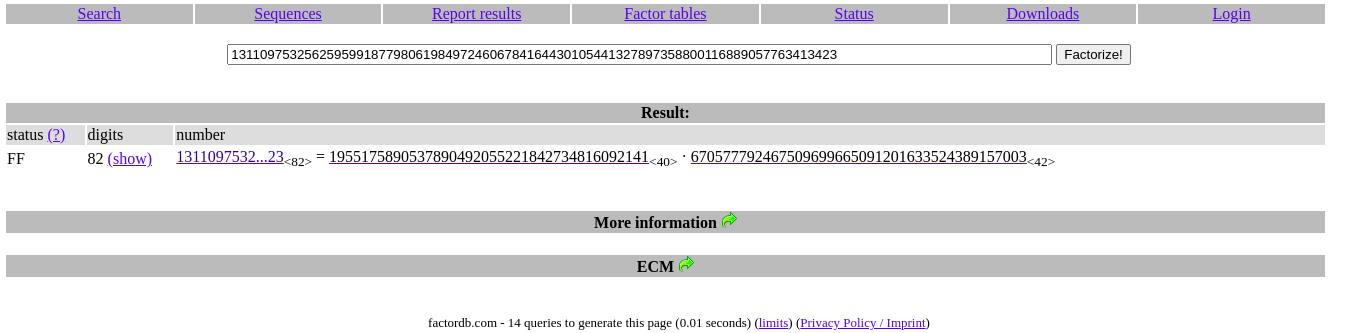 Search Sequences Report results Factor tables Status Downloads Login
1311097532562595991877980619849724606784164430105441327897358800116889057763413423 Factorize!
Result:
status (?) digits number
FF 82 (show) 1311097532...23<82> = 1955175890537890492055221842734816092141<40> · 670577792467509699665091201633524389157003<42>
More information
ECM
factordb.com - 14 queries to generate this page (0.01 seconds) (limits) (Privacy Policy / Imprint)